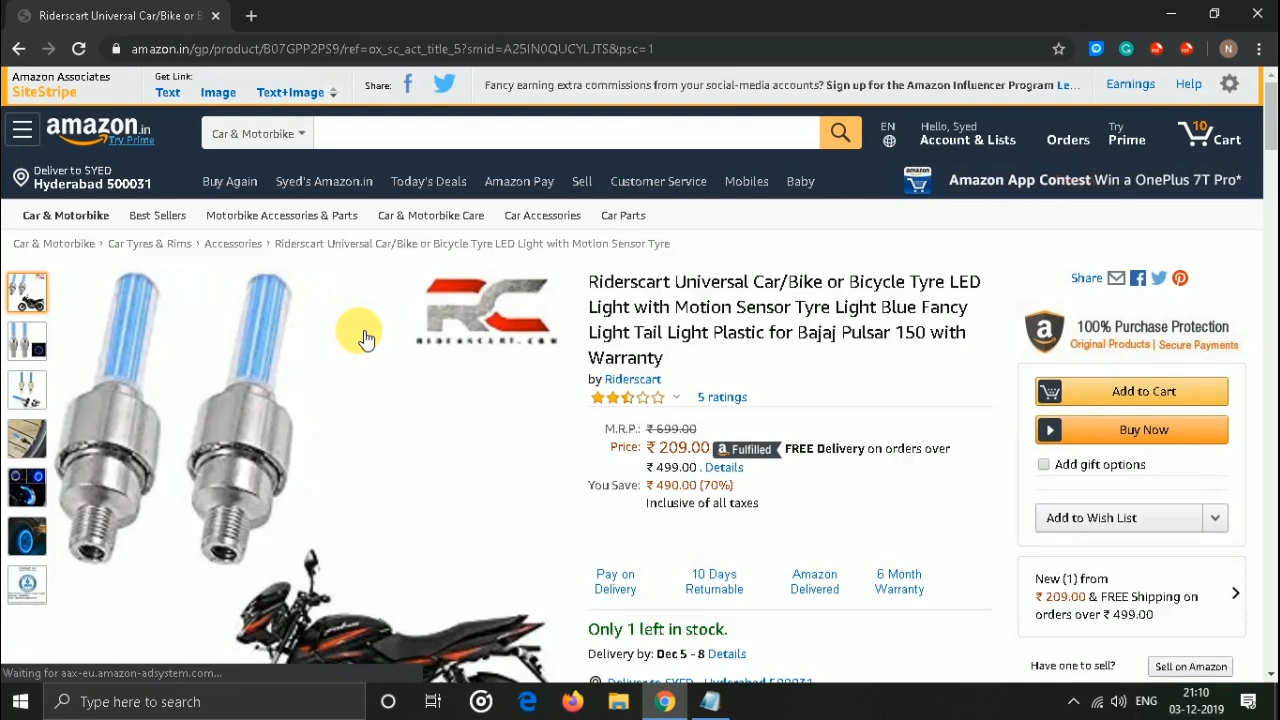 Riderscart Universal Car/Bike or B
amazon.in/gp/product/B07GPP2PS9/ref=ox_sc_act_title_5?smid=A25IN0QUCYLJTS&psc=1
N
Amazon Associates
SiteStripe
Get Link:
Text Image Text+Image
Share:
Fancy earning extra commissions from your social-media accounts? Sign up for the Amazon Influencer Program Le...
Earnings Help
amazon.in
Try Prime
Car & Motorbike
EN
Hello, Syed
Account & Lists
Orders
Try
Prime
10
Cart
Deliver to SYED
Hyderabad 500031
Buy Again Syed's Amazon.in Today's Deals Amazon Pay Sell Customer Service Mobiles Baby
Amazon App Contest Win a OnePlus 7T Pro*
Car & Motorbike Best Sellers Motorbike Accessories & Parts Car & Motorbike Care Car Accessories Car Parts
Car & Motorbike › Car Tyres & Rims › Accessories › Riderscart Universal Car/Bike or Bicycle Tyre LED Light with Motion Sensor Tyre
RC
RIDERSCART.COM
Riderscart Universal Car/Bike or Bicycle Tyre LED
Light with Motion Sensor Tyre Light Blue Fancy
Light Tail Light Plastic for Bajaj Pulsar 150 with
Warranty
by Riderscart
5 ratings
M.R.P.: ₹ 699.00
Price: ₹ 209.00 a Fulfilled FREE Delivery on orders over
₹ 499.00 . Details
You Save: ₹ 490.00 (70%)
Inclusive of all taxes
Pay on
Delivery
10 Days
Returnable
Amazon
Delivered
6 Month
Warranty
Only 1 left in stock.
Delivery by: Dec 5 - 8 Details
Deliver to SYED - Hyderabad 500031
Share
a
100% Purchase Protection
Original Products | Secure Payments
Add to Cart
Buy Now
Add gift options
Add to Wish List
New (1) from
₹ 209.00 & FREE Shipping on
orders over ₹ 499.00
Have one to sell? Sell on Amazon
Waiting for aax-eu.amazon-adsystem.com...
Type here to search
ENG
21:10
03-12-2019